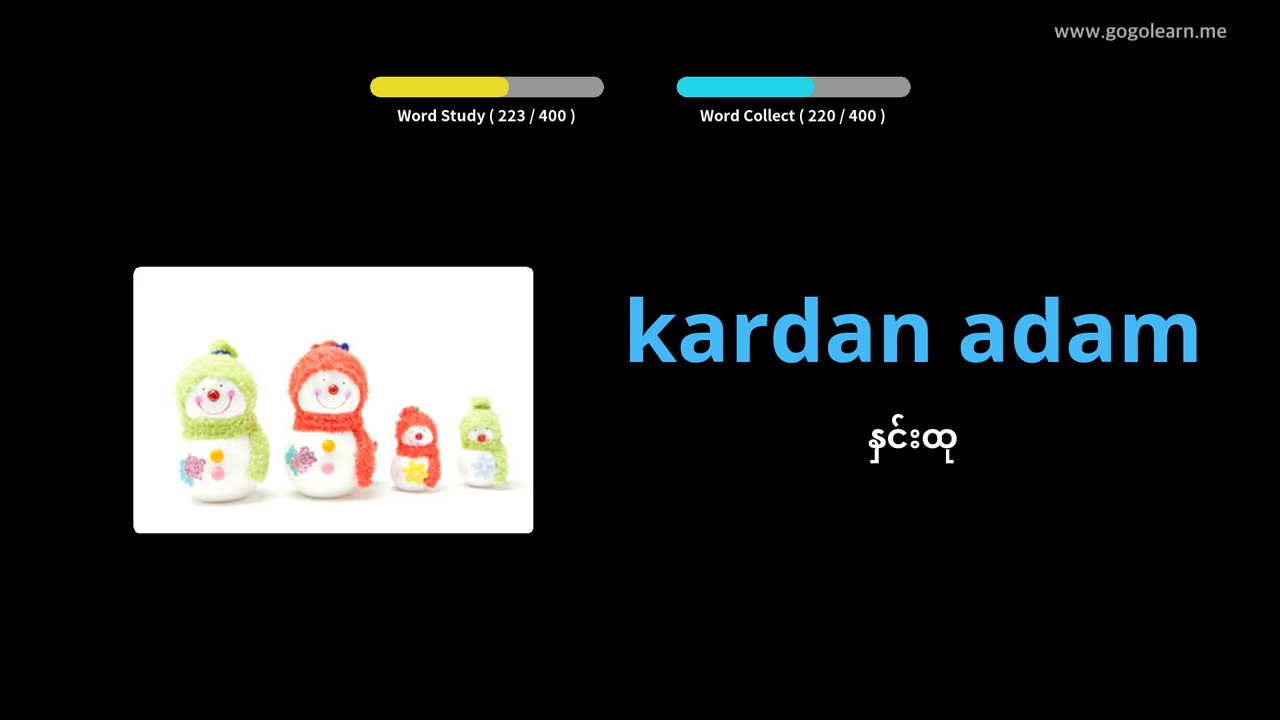 www.gogolearn.me
Word Study ( 223 / 400 )
Word Collect ( 220 / 400 )
kardan adam
နှင်းထု